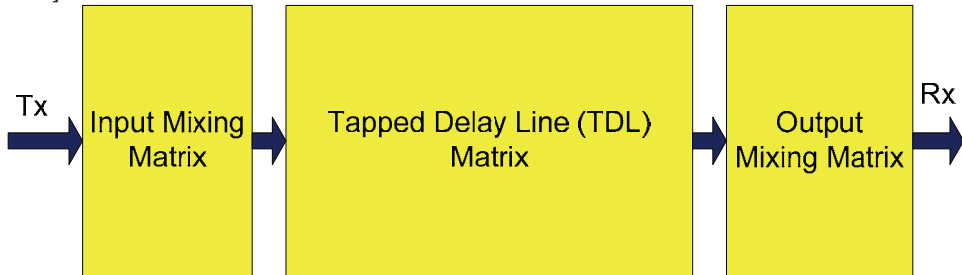 Tx
Input Mixing
Matrix
Tapped Delay Line (TDL)
Matrix
Output
Mixing Matrix
Rx